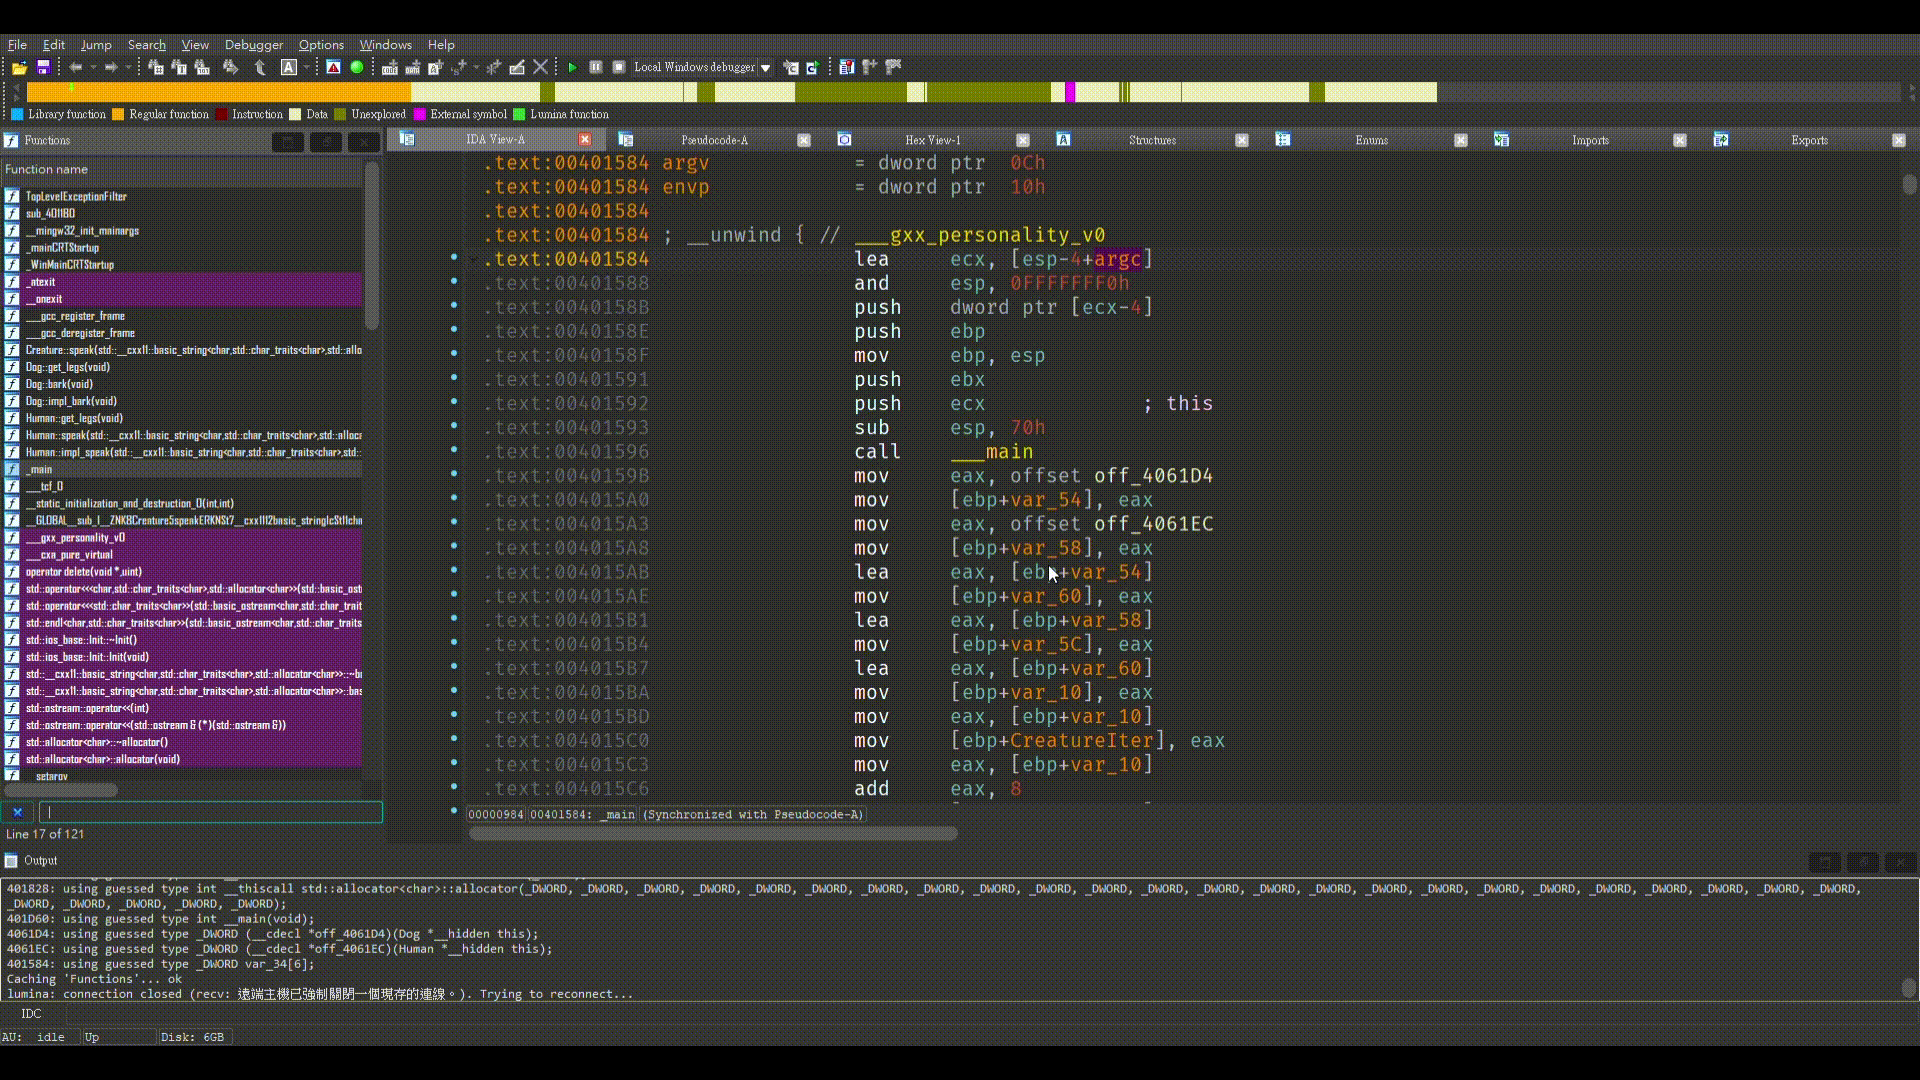 File Edit Jump Search View Debugger Options Windows Help
Local Windows debugger
Library function Regular function Instruction Data Unexplored External symbol Lumina function
Functions
IDA View-A Pseudocode-A Hex View-1 Structures Enums Imports Exports
Function name
TopLevelExceptionFilter
sub_4011B0
__mingw32_init_mainargs
_mainCRTStartup
_WinMainCRTStartup
_atexit
__onexit
___gcc_register_frame
___gcc_deregister_frame
Creature::speak(std::__cxx11::basic_string<char,std::char_traits<char>,std::allo
Dog::get_legs(void)
Dog::bark(void)
Dog::impl_bark(void)
Human::get_legs(void)
Human::speak(std::__cxx11::basic_string<char,std::char_traits<char>,std::alloca
Human::impl_speak(std::__cxx11::basic_string<char,std::char_traits<char>,std::
_main
___tcf_0
__static_initialization_and_destruction_0(int,int)
__GLOBAL__sub_I__ZNK8Creature5speakERKNSt7__cxx1112basic_stringIcSt11cha
___gxx_personality_v0
___cxa_pure_virtual
operator delete(void *,uint)
std::operator<<<char,std::char_traits<char>,std::allocator<char>>(std::basic_ost
std::operator<<<std::char_traits<char>>(std::basic_ostream<char,std::char_trait
std::endl<char,std::char_traits<char>>(std::basic_ostream<char,std::char_traits
std::ios_base::Init::~Init()
std::ios_base::Init::Init(void)
std::__cxx11::basic_string<char,std::char_traits<char>,std::allocator<char>>::~ba
std::__cxx11::basic_string<char,std::char_traits<char>,std::allocator<char>>::bas
std::ostream::operator<<(int)
std::ostream::operator<<(std::ostream & (*)(std::ostream &))
std::allocator<char>::~allocator()
std::allocator<char>::allocator(void)
__setargv
Line 17 of 121
.text:00401584 argv = dword ptr 0Ch
.text:00401584 envp = dword ptr 10h
.text:00401584
.text:00401584 ; __unwind { // ___gxx_personality_v0
.text:00401584 lea ecx, [esp-4+argc]
.text:00401588 and esp, 0FFFFFFF0h
.text:0040158B push dword ptr [ecx-4]
.text:0040158E push ebp
.text:0040158F mov ebp, esp
.text:00401591 push ebx
.text:00401592 push ecx ; this
.text:00401593 sub esp, 70h
.text:00401596 call ___main
.text:0040159B mov eax, offset off_4061D4
.text:004015A0 mov [ebp+var_54], eax
.text:004015A3 mov eax, offset off_4061EC
.text:004015A8 mov [ebp+var_58], eax
.text:004015AB lea eax, [ebp+var_54]
.text:004015AE mov [ebp+var_60], eax
.text:004015B1 lea eax, [ebp+var_58]
.text:004015B4 mov [ebp+var_5C], eax
.text:004015B7 lea eax, [ebp+var_60]
.text:004015BA mov [ebp+var_10], eax
.text:004015BD mov eax, [ebp+var_10]
.text:004015C0 mov [ebp+CreatureIter], eax
.text:004015C3 mov eax, [ebp+var_10]
.text:004015C6 add eax, 8
00000984 00401584: _main (Synchronized with Pseudocode-A)
Output
401828: using guessed type int __thiscall std::allocator<char>::allocator(_DWORD, _DWORD, _DWORD, _DWORD, _DWORD, _DWORD, _DWORD, _DWORD, _DWORD, _DWORD, _DWORD, _DWORD, _DWORD, _DWORD, _DWORD, _DWORD, _DWORD, _DWORD, _DWORD, _DWORD, _DWORD, _DWORD, _DWORD, _DWORD,
_DWORD, _DWORD, _DWORD, _DWORD, _DWORD);
401D60: using guessed type int __main(void);
4061D4: using guessed type _DWORD (__cdecl *off_4061D4)(Dog *__hidden this);
4061EC: using guessed type _DWORD (__cdecl *off_4061EC)(Human *__hidden this);
401584: using guessed type _DWORD var_34[6];
Caching 'Functions'... ok
lumina: connection closed (recv: 遠端主機已強制關閉一個現存的連線。). Trying to reconnect...
IDC
AU: idle Up Disk: 6GB